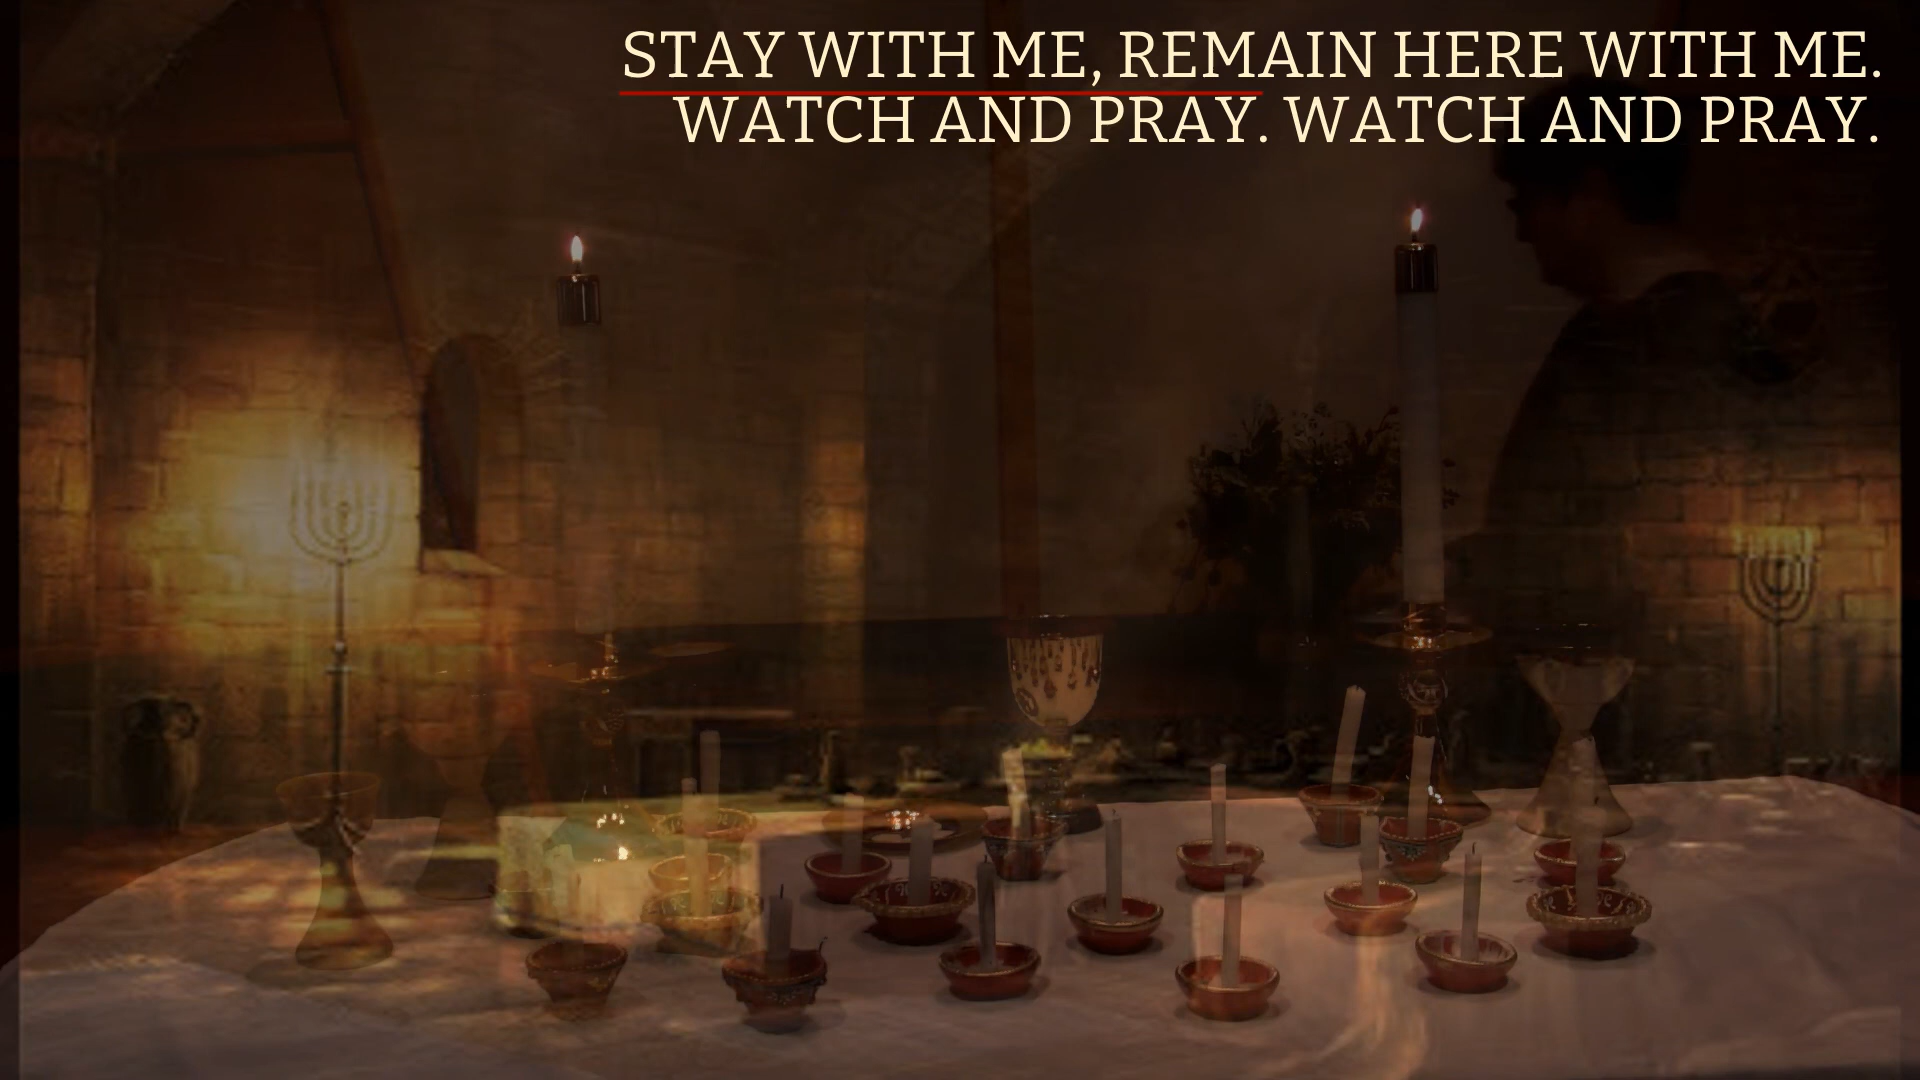 STAY WITH ME, REMAIN HERE WITH ME.
WATCH AND PRAY. WATCH AND PRAY.